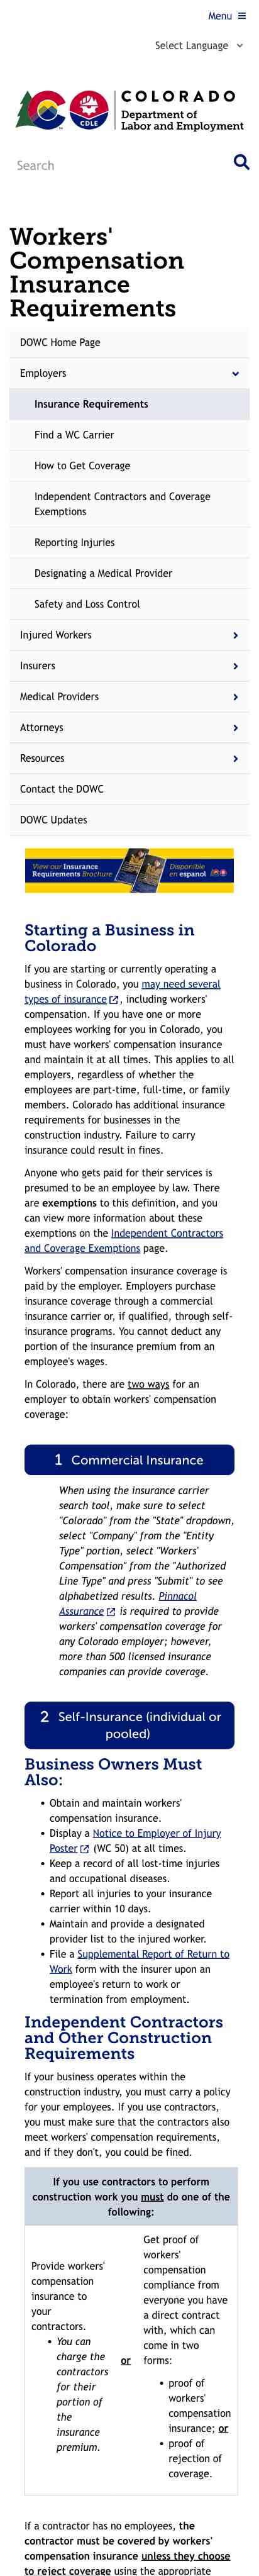 Menu
Select Language
CDLE
COLORADO
Department of
Labor and Employment
Search
Workers'
Compensation
Insurance
Requirements
DOWC Home Page
Employers
Insurance Requirements
Find a WC Carrier
How to Get Coverage
Independent Contractors and Coverage
Exemptions
Reporting Injuries
Designating a Medical Provider
Safety and Loss Control
Injured Workers
Insurers
Medical Providers
Attorneys
Resources
Contact the DOWC
DOWC Updates
View our Insurance
Requirements Brochure
Disponible
en espanol
Starting a Business in
Colorado
If you are starting or currently operating a
business in Colorado, you may need several
types of insurance, including workers'
compensation. If you have one or more
employees working for you in Colorado, you
must have workers' compensation insurance
and maintain it at all times. This applies to all
employers, regardless of whether the
employees are part-time, full-time, or family
members. Colorado has additional insurance
requirements for businesses in the
construction industry. Failure to carry
insurance could result in fines.
Anyone who gets paid for their services is
presumed to be an employee by law. There
are exemptions to this definition, and you
can view more information about these
exemptions on the Independent Contractors
and Coverage Exemptions page.
Workers' compensation insurance coverage is
paid by the employer. Employers purchase
insurance coverage through a commercial
insurance carrier or, if qualified, through self-
insurance programs. You cannot deduct any
portion of the insurance premium from an
employee's wages.
In Colorado, there are two ways for an
employer to obtain workers' compensation
coverage:
1 Commercial Insurance
When using the insurance carrier
search tool, make sure to select
"Colorado" from the "State" dropdown,
select "Company" from the "Entity
Type" portion, select "Workers'
Compensation" from the "Authorized
Line Type" and press "Submit" to see
alphabetized results. Pinnacol
Assurance is required to provide
workers' compensation coverage for
any Colorado employer; however,
more than 500 licensed insurance
companies can provide coverage.
2 Self-Insurance (individual or
pooled)
Business Owners Must
Also:
• Obtain and maintain workers'
compensation insurance.
• Display a Notice to Employer of Injury
Poster (WC 50) at all times.
• Keep a record of all lost-time injuries
and occupational diseases.
• Report all injuries to your insurance
carrier within 10 days.
• Maintain and provide a designated
provider list to the injured worker.
• File a Supplemental Report of Return to
Work form with the insurer upon an
employee's return to work or
termination from employment.
Independent Contractors
and Other Construction
Requirements
If your business operates within the
construction industry, you must carry a policy
for your employees. If you use contractors,
you must make sure that the contractors also
meet workers' compensation requirements,
and if they don't, you could be fined.
If you use contractors to perform
construction work you must do one of the
following:
Provide workers'
compensation
insurance to
your
contractors.
• You can
charge the
contractors
for their
portion of
the
insurance
premium.
or
Get proof of
workers'
compensation
compliance from
everyone you have
a direct contract
with, which can
come in two
forms:
• proof of
workers'
compensation
insurance; or
• proof of
rejection of
coverage.
If a contractor has no employees, the
contractor must be covered by workers'
compensation insurance unless they choose
to reject coverage using the appropriate